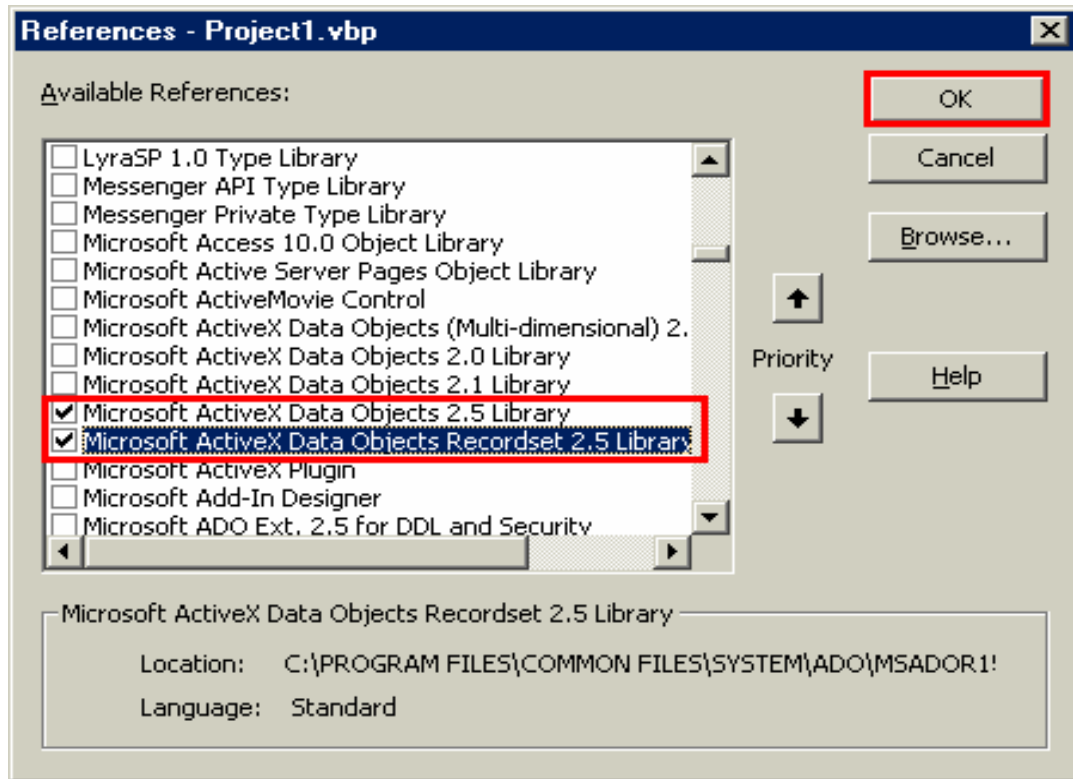 References - Project1.vbp
Available References:
OK
Cancel
Browse...
Help
LyraSP 1.0 Type Library
Messenger API Type Library
Messenger Private Type Library
Microsoft Access 10.0 Object Library
Microsoft Active Server Pages Object Library
Microsoft ActiveMovie Control
Microsoft ActiveX Data Objects (Multi-dimensional) 2.
Microsoft ActiveX Data Objects 2.0 Library
Microsoft ActiveX Data Objects 2.1 Library
Microsoft ActiveX Data Objects 2.5 Library
Microsoft ActiveX Data Objects Recordset 2.5 Library
Microsoft ActiveX Plugin
Microsoft Add-In Designer
Microsoft ADO Ext. 2.5 for DDL and Security
Priority
Microsoft ActiveX Data Objects Recordset 2.5 Library
Location: C:\PROGRAM FILES\COMMON FILES\SYSTEM\ADO\MSADOR1!
Language: Standard